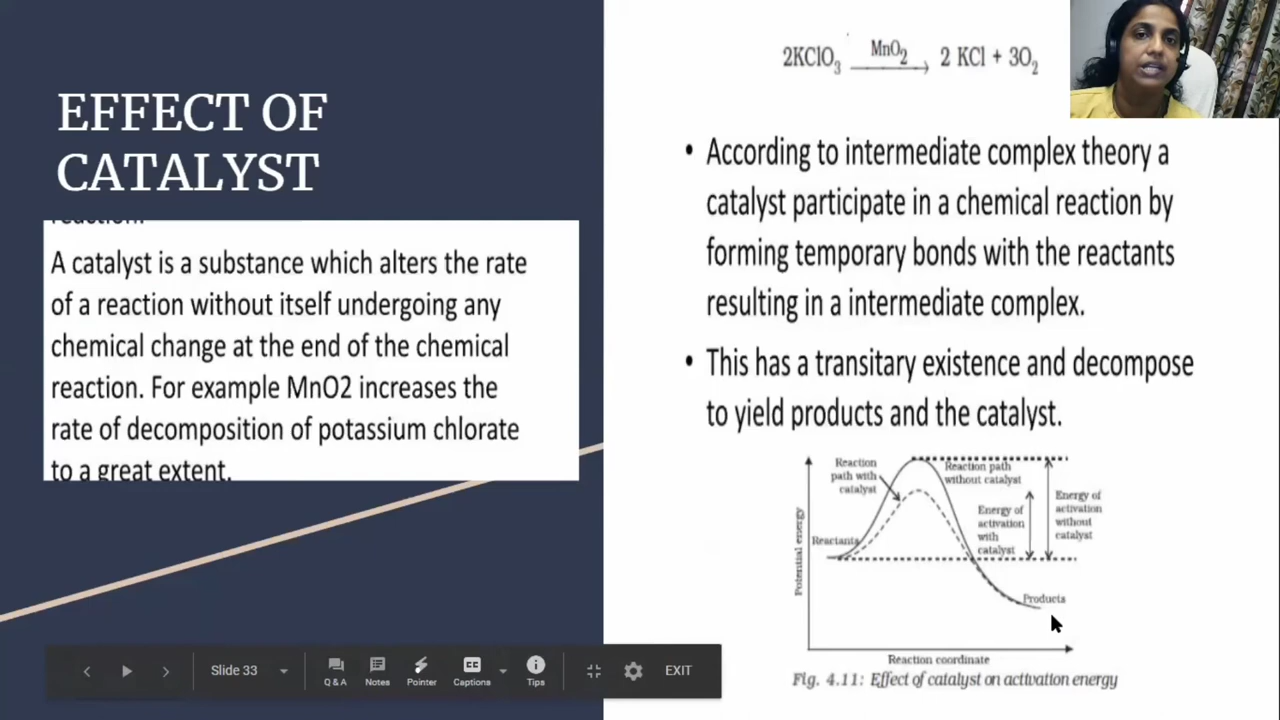 EFFECT OF
CATALYST
reaction.
A catalyst is a substance which alters the rate
of a reaction without itself undergoing any
chemical change at the end of the chemical
reaction. For example MnO2 increases the
rate of decomposition of potassium chlorate
to a great extent.
2KClO₃ MnO₂ 2 KCl + 3O₂
• According to intermediate complex theory a
catalyst participate in a chemical reaction by
forming temporary bonds with the reactants
resulting in a intermediate complex.
• This has a transitary existence and decompose
to yield products and the catalyst.
Reaction
path with
catalyst
Reaction path
without catalyst
Energy of
activation
with
catalyst
Energy of
activation
without
catalyst
Reactants
Potential energy
Products
Reaction coordinate
Fig. 4.11: Effect of catalyst on activation energy
Slide 33
Q & A
Notes
Pointer
CC
Captions
Tips
EXIT